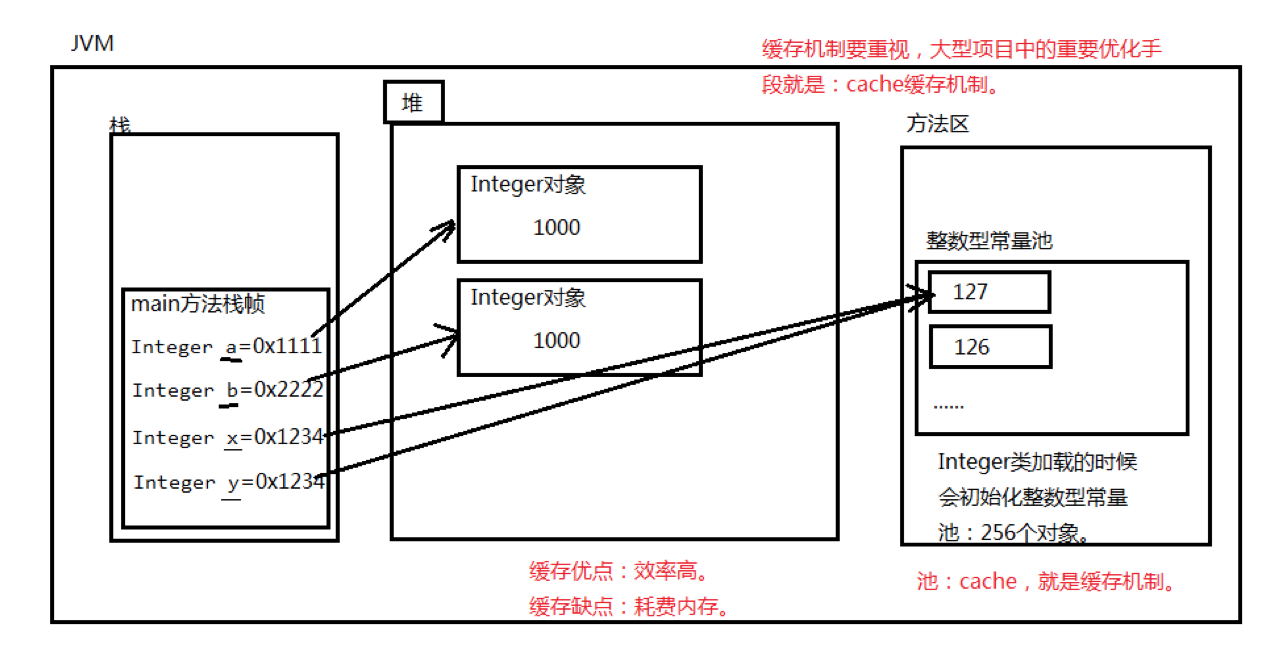 JVM
缓存机制要重视，大型项目中的重要优化手
段就是：cache缓存机制。
栈
堆
方法区
Integer对象
1000
Integer对象
1000
main方法栈帧
Integer a=0x1111
Integer b=0x2222
Integer x=0x1234
Integer y=0x1234
整数型常量池
127
126
......
Integer类加载的时候
会初始化整数型常量
池：256个对象。
缓存优点：效率高。
缓存缺点：耗费内存。
池：cache，就是缓存机制。